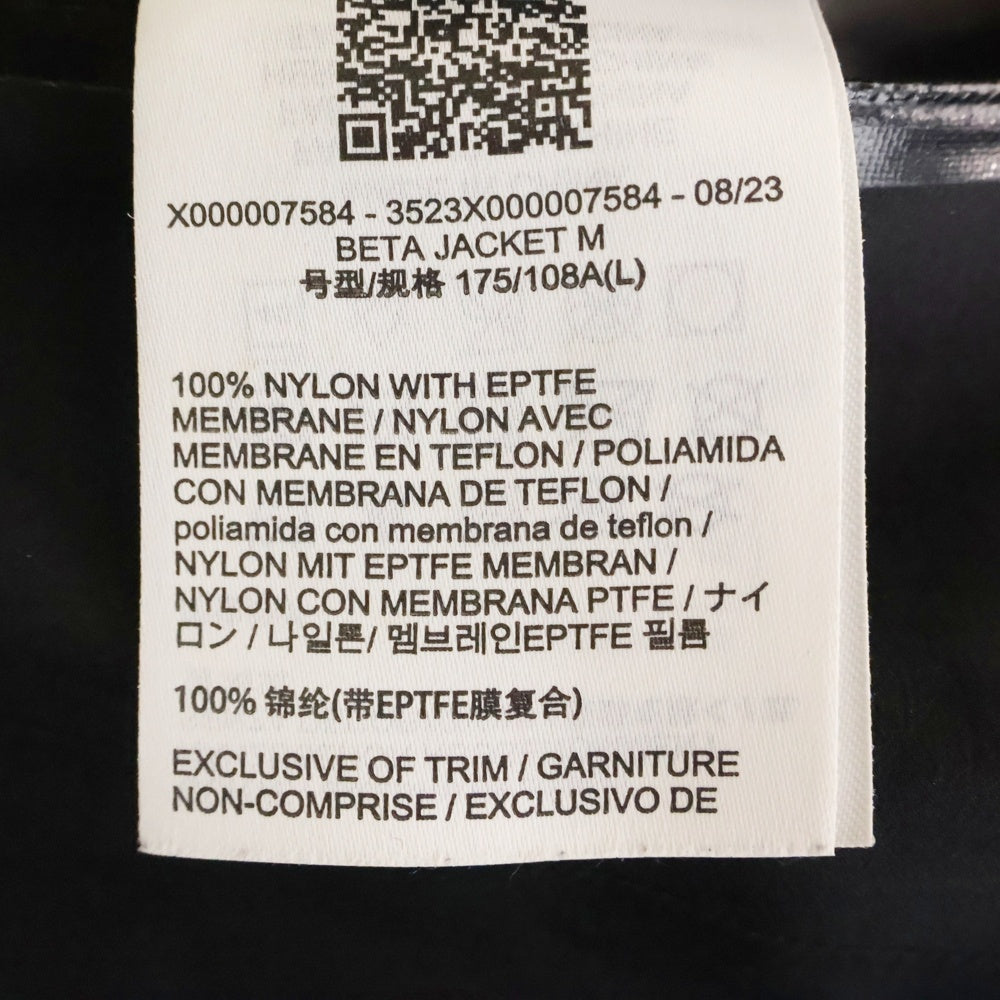 X000007584 - 3523X000007584 - 08/23
BETA JACKET M
号型/规格 175/108A(L)
100% NYLON WITH EPTFE
MEMBRANE / NYLON AVEC
MEMBRANE EN TEFLON / POLIAMIDA
CON MEMBRANA DE TEFLON /
poliamida con membrana de teflon /
NYLON MIT EPTFE MEMBRAN /
NYLON CON MEMBRANA PTFE / ナイ
ロン / 나일론/ 멤브레인EPTFE 필름
100% 锦纶(带EPTFE膜复合)
EXCLUSIVE OF TRIM / GARNITURE
NON-COMPRISE / EXCLUSIVO DE